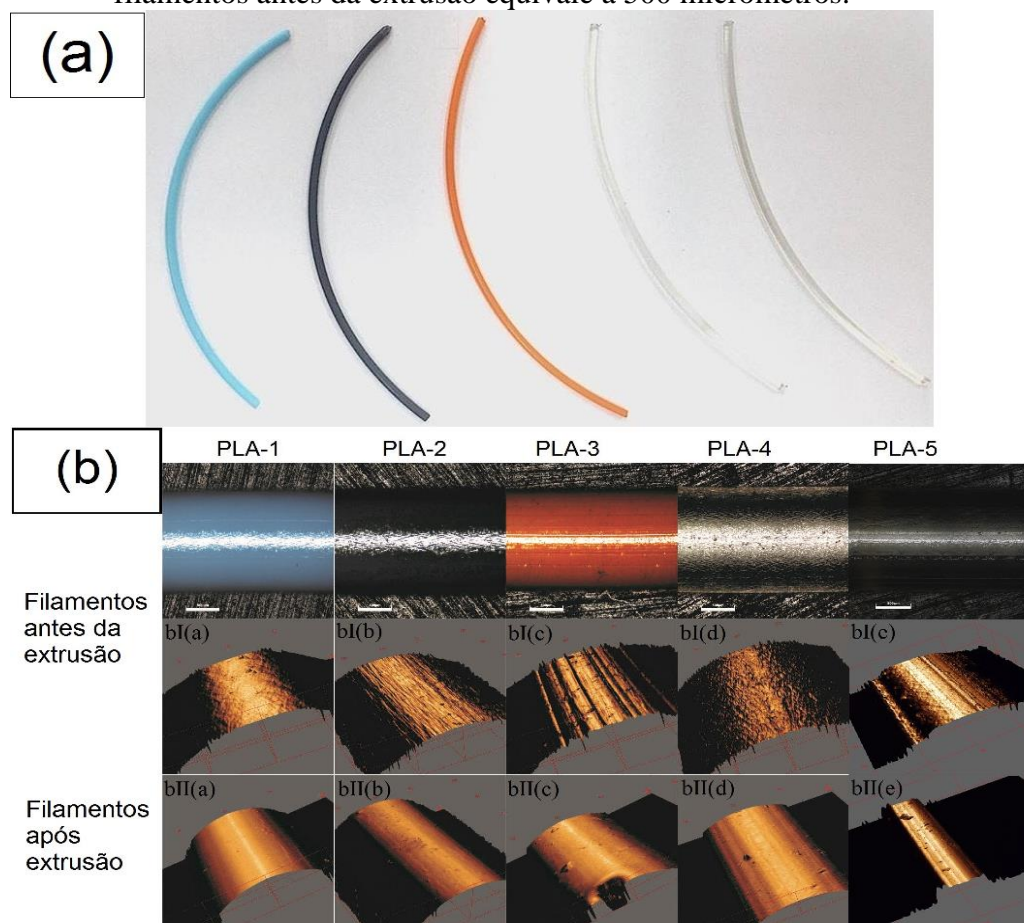 filamentos antes da extrusão equivale a 500 micrômetros.
(a)
(b)
PLA-1 PLA-2 PLA-3 PLA-4 PLA-5
Filamentos
antes da
extrusão
bI(a) bI(b) bI(c) bI(d) bI(c)
Filamentos
após
extrusão
bII(a) bII(b) bII(c) bII(d) bII(e)